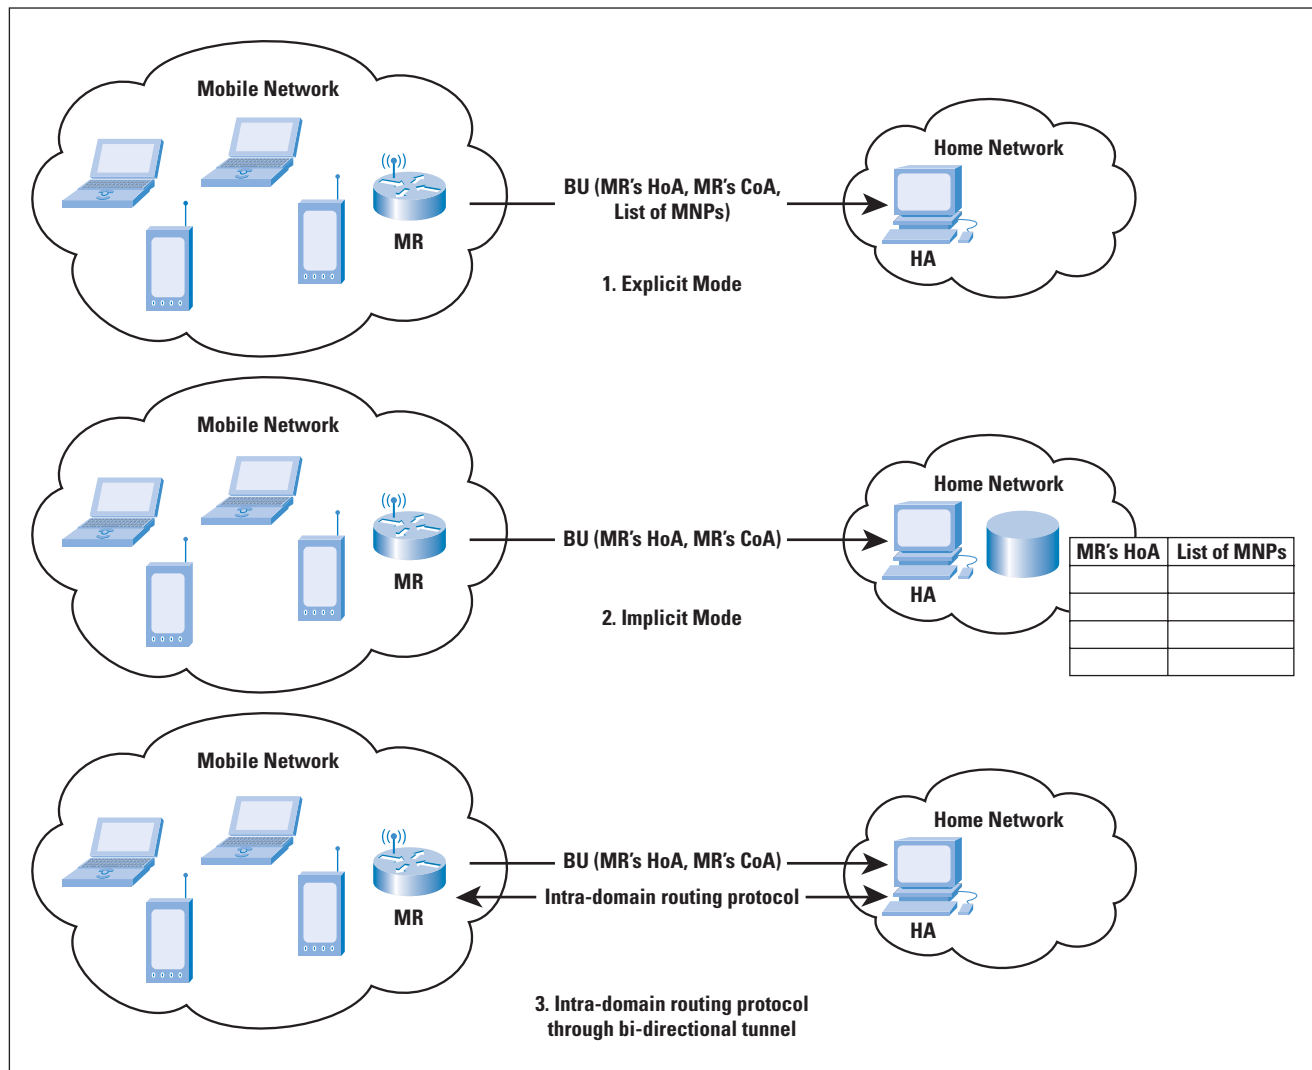 Mobile Network
MR
BU (MR's HoA, MR's CoA,
List of MNPs)
Home Network
HA
1. Explicit Mode
Mobile Network
MR
BU (MR's HoA, MR's CoA)
Home Network
HA
MR's HoA List of MNPs
2. Implicit Mode
Mobile Network
MR
BU (MR's HoA, MR's CoA)
Intra-domain routing protocol
Home Network
HA
3. Intra-domain routing protocol
through bi-directional tunnel